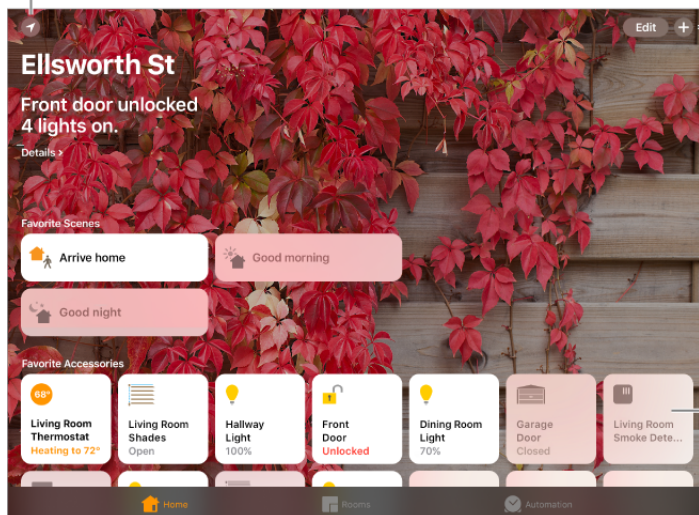 Edit
Ellsworth St
Front door unlocked
4 lights on.
Details >
Favorite Scenes
Arrive home
Good morning
Good night
Favorite Accessories
68°
Living Room
Thermostat
Heating to 72°
Living Room
Shades
Open
Hallway
Light
100%
Front
Door
Unlocked
Dining Room
Light
70%
Garage
Door
Closed
Living Room
Smoke Dete...
Home
Rooms
Automation